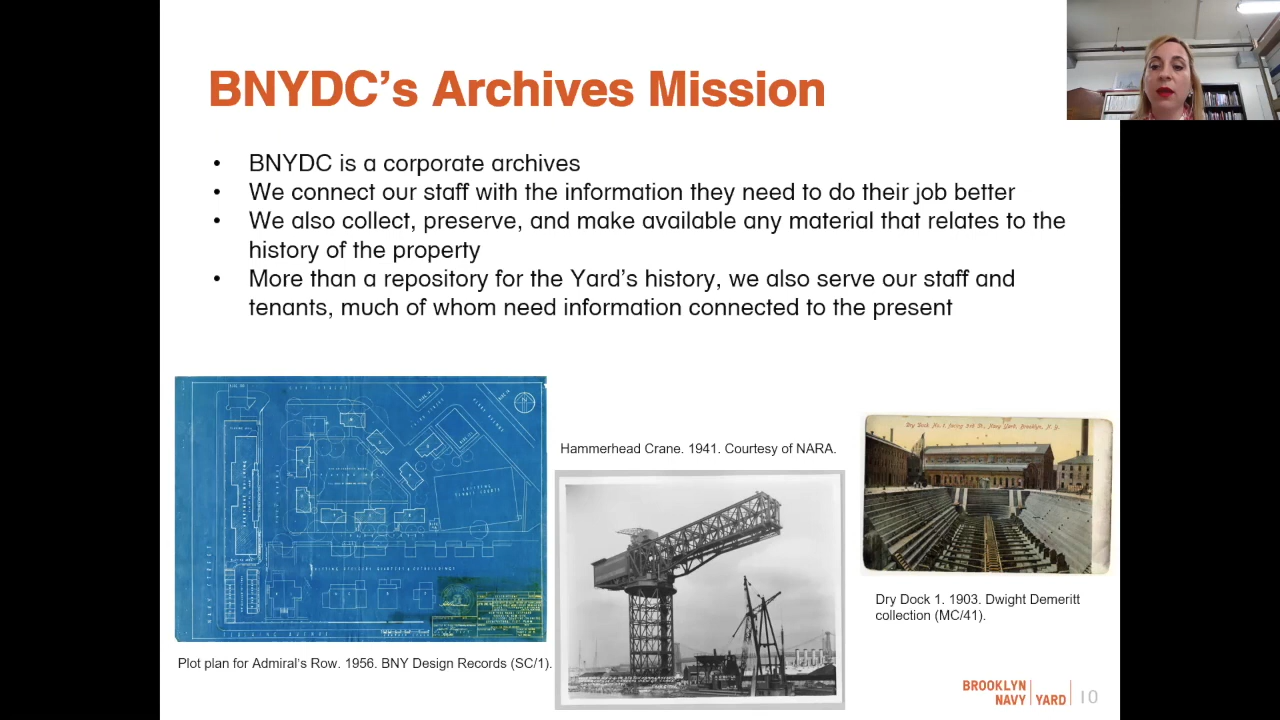 BNYDC's Archives Mission
• BNYDC is a corporate archives
• We connect our staff with the information they need to do their job better
• We also collect, preserve, and make available any material that relates to the
history of the property
• More than a repository for the Yard's history, we also serve our staff and
tenants, much of whom need information connected to the present
Hammerhead Crane. 1941. Courtesy of NARA.
Dry Dock No. 1, facing 3rd St., Navy Yard, Brooklyn, N. Y.
Dry Dock 1. 1903. Dwight Demeritt
collection (MC/41).
Plot plan for Admiral's Row. 1956. BNY Design Records (SC/1).
BROOKLYN
NAVY YARD
10